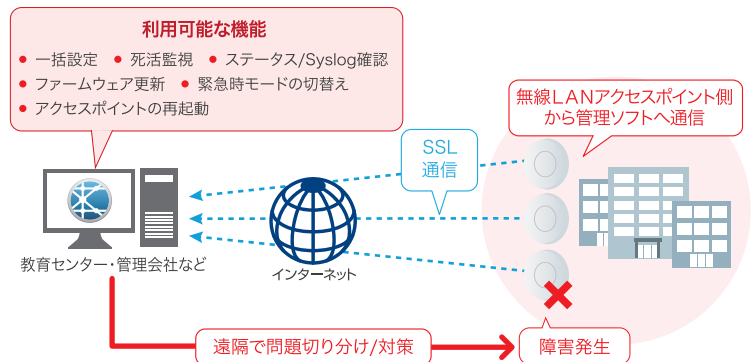 利用可能な機能
● 一括設定 ● 死活監視 ● ステータス/Syslog確認
● ファームウェア更新 ● 緊急時モードの切替え
● アクセスポイントの再起動
無線LANアクセスポイント側
から管理ソフトへ通信
SSL
通信
教育センター・管理会社など
インターネット
遠隔で問題切り分け/対策
障害発生